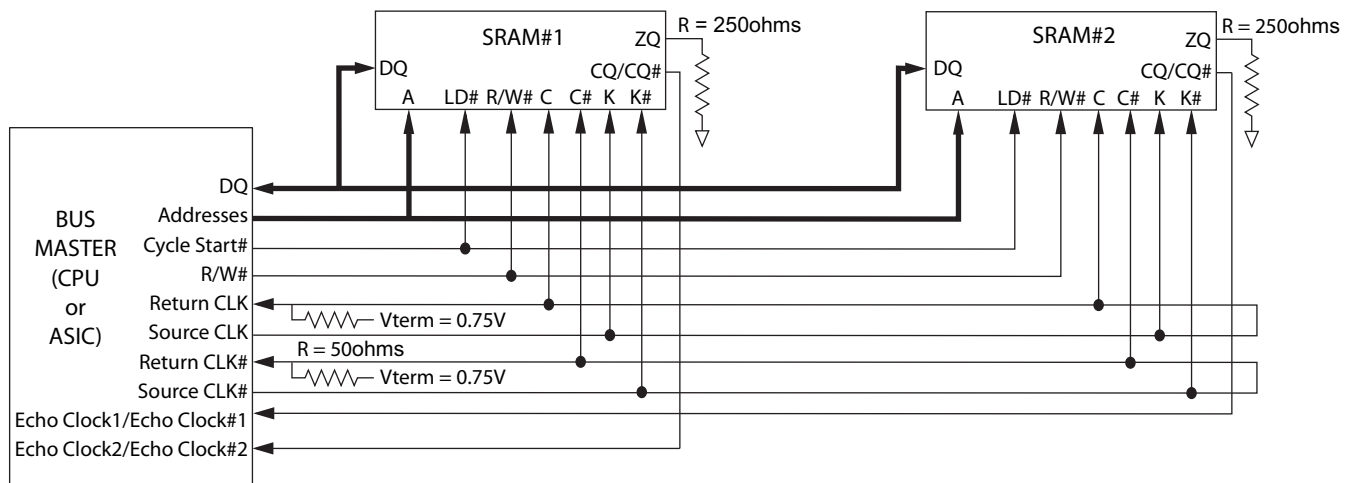 SRAM#1
ZQ
R = 250ohms
DQ
CQ/CQ#
A LD# R/W# C C# K K#
SRAM#2
ZQ
R = 250ohms
DQ
CQ/CQ#
A LD# R/W# C C# K K#
BUS
MASTER
(CPU
or
ASIC)
DQ
Addresses
Cycle Start#
R/W#
Return CLK
Vterm = 0.75V
Source CLK
R = 50ohms
Return CLK#
Vterm = 0.75V
Source CLK#
Echo Clock1/Echo Clock#1
Echo Clock2/Echo Clock#2